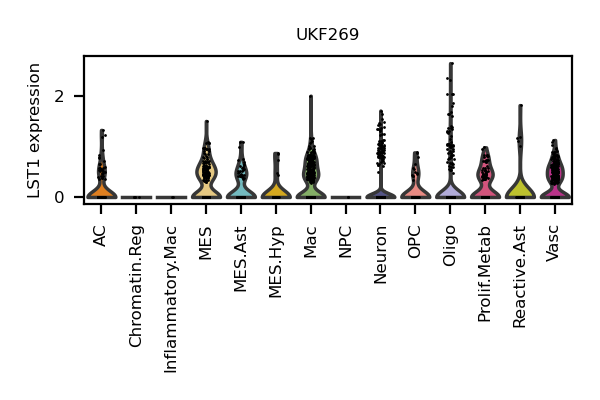 UKF269
LST1 expression
2
0
AC
Chromatin.Reg
Inflammatory.Mac
MES
MES.Ast
MES.Hyp
Mac
NPC
Neuron
OPC
Oligo
Prolif.Metab
Reactive.Ast
Vasc